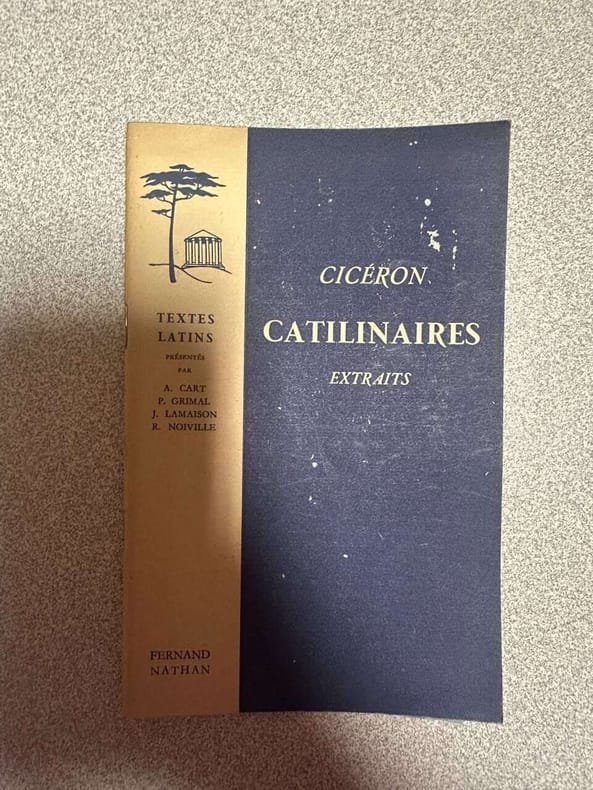 TEXTES
LATINS
PRÉSENTÉS
PAR
A. CART
P. GRIMAL
J. LAMAISON
R. NOIVILLE
FERNAND
NATHAN
CICÉRON
CATILINAIRES
EXTRAITS